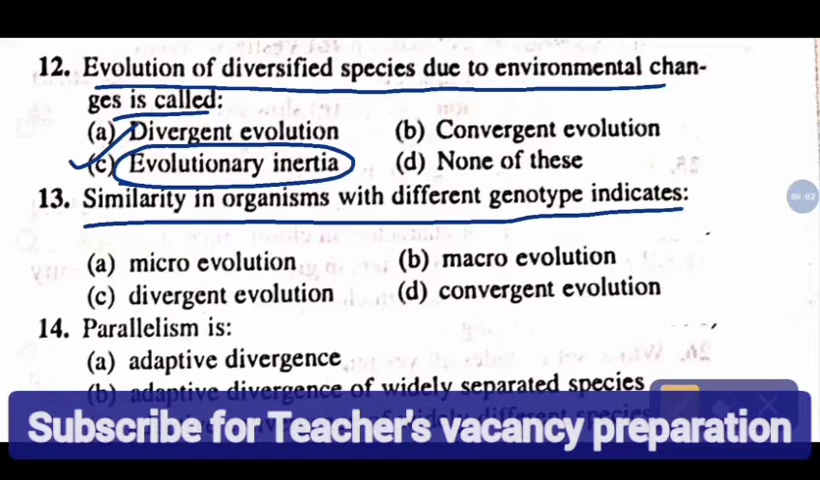 12. Evolution of diversified species due to environmental chan-
ges is called:
(a) Divergent evolution (b) Convergent evolution
(c) Evolutionary inertia (d) None of these
13. Similarity in organisms with different genotype indicates:
(a) micro evolution (b) macro evolution
(c) divergent evolution (d) convergent evolution
14. Parallelism is:
(a) adaptive divergence
(b) adaptive divergence of widely separated species
Subscribe for Teacher's vacancy preparation
06:02